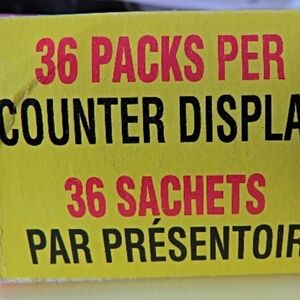 36 PACKS PER
COUNTER DISPLA
36 SACHETS
PAR PRÉSENTOIR